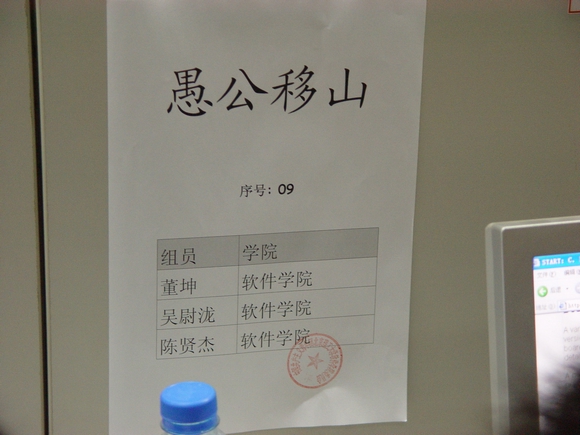 愚公移山
序号：09
组员 学院
董坤 软件学院
吴尉泷 软件学院
陈贤杰 软件学院
START: C.